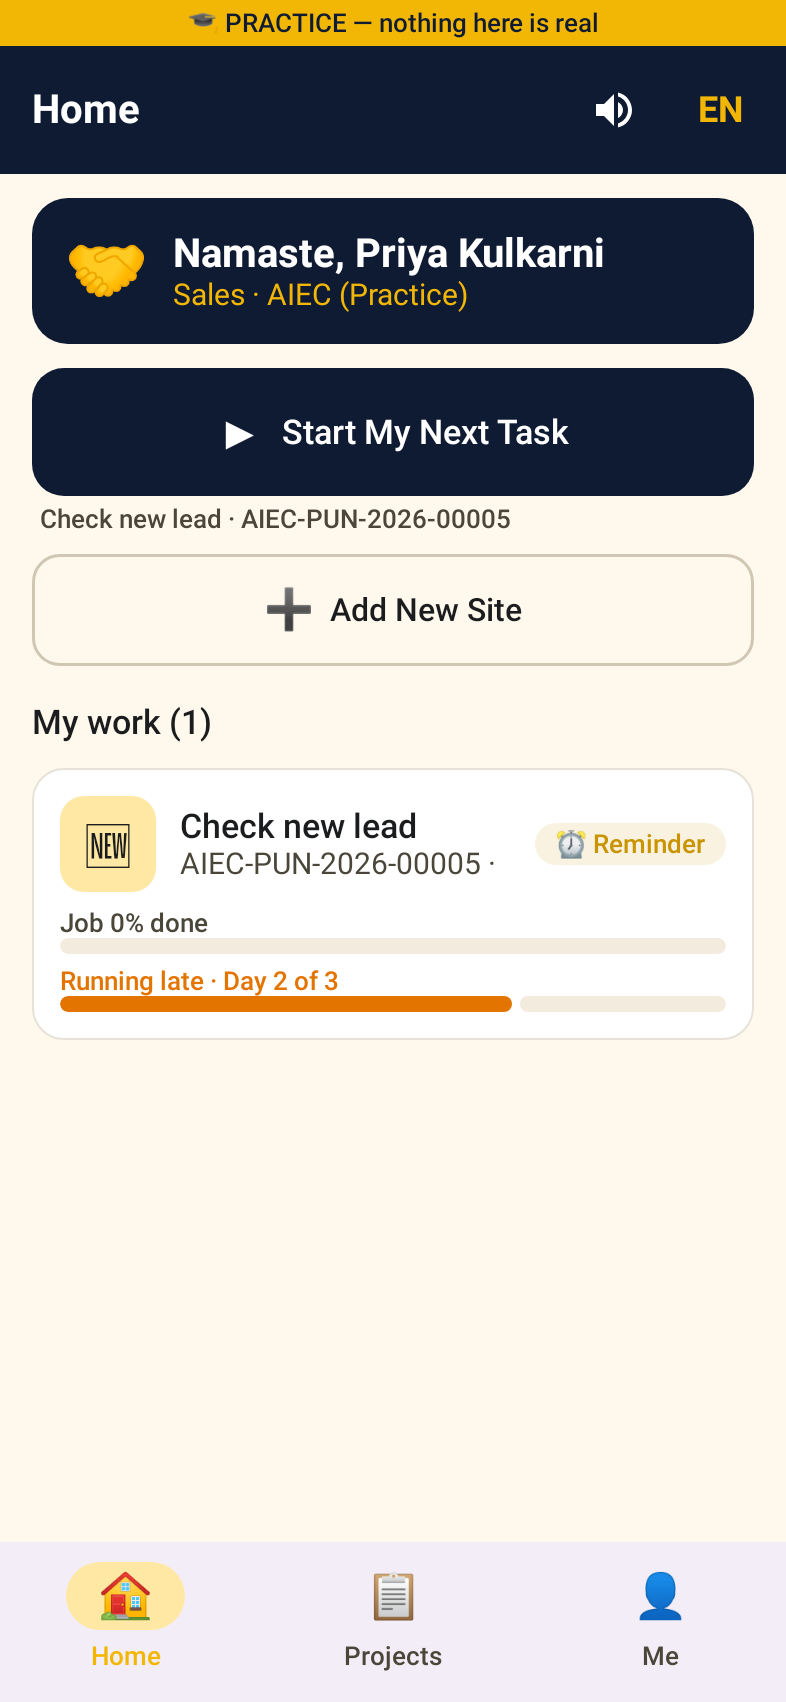 PRACTICE — nothing here is real
Home
EN
Namaste, Priya Kulkarni
Sales · AIEC (Practice)
Start My Next Task
Check new lead · AIEC-PUN-2026-00005
Add New Site
My work (1)
NEW
Check new lead
AIEC-PUN-2026-00005 ·
Reminder
Job 0% done
Running late · Day 2 of 3
Home
Projects
Me